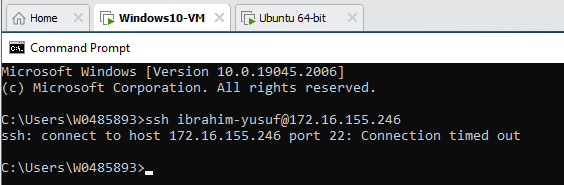 Home
Windows10-VM
Ubuntu 64-bit
Command Prompt
Microsoft Windows [Version 10.0.19045.2006]
(c) Microsoft Corporation. All rights reserved.
C:\Users\W0485893>ssh ibrahim-yusuf@172.16.155.246
ssh: connect to host 172.16.155.246 port 22: Connection timed out
C:\Users\W0485893>